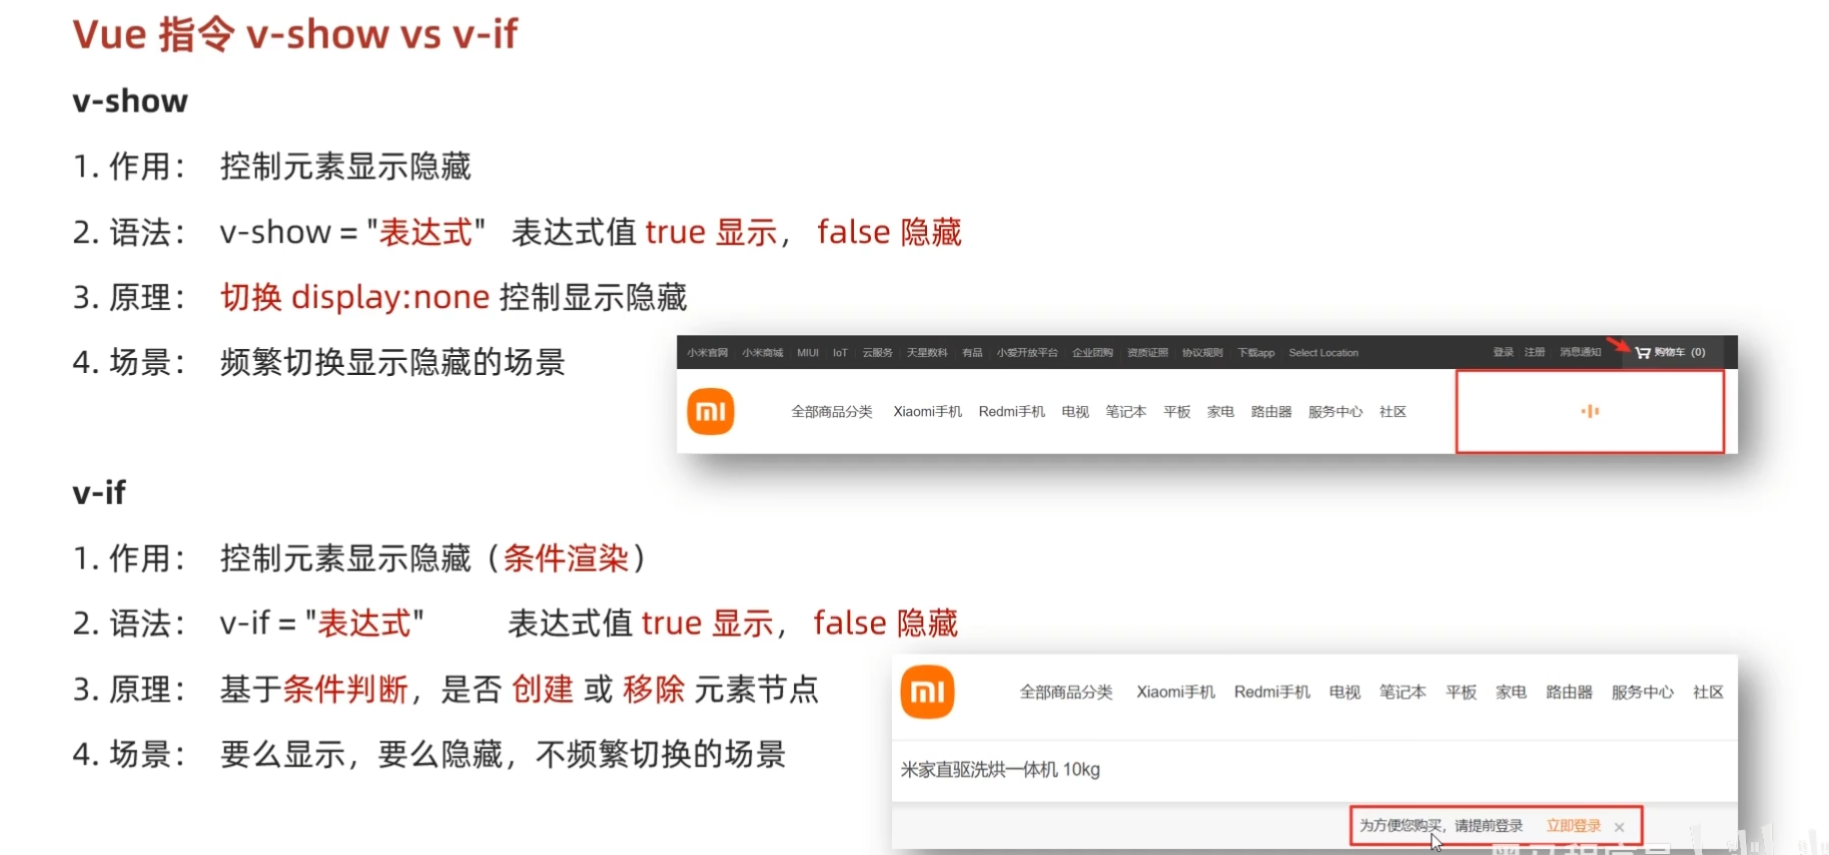 Vue 指令 v-show vs v-if
v-show
1. 作用： 控制元素显示隐藏
2. 语法： v-show = "表达式" 表达式值 true 显示， false 隐藏
3. 原理： 切换 display:none 控制显示隐藏
4. 场景： 频繁切换显示隐藏的场景
小米官网 小米商城 MIUI IoT 云服务 天星数科 有品 小爱开放平台 企业团购 资质证照 协议规则 下载app Select Location 登录 注册 消息通知 购物车 (0)
mi 全部商品分类 Xiaomi手机 Redmi手机 电视 笔记本 平板 家电 路由器 服务中心 社区
v-if
1. 作用： 控制元素显示隐藏（条件渲染）
2. 语法： v-if = "表达式" 表达式值 true 显示， false 隐藏
3. 原理： 基于条件判断，是否 创建 或 移除 元素节点
4. 场景： 要么显示，要么隐藏，不频繁切换的场景
mi 全部商品分类 Xiaomi手机 Redmi手机 电视 笔记本 平板 家电 路由器 服务中心 社区
米家直驱洗烘一体机 10kg
为方便您购买，请提前登录 立即登录 ×